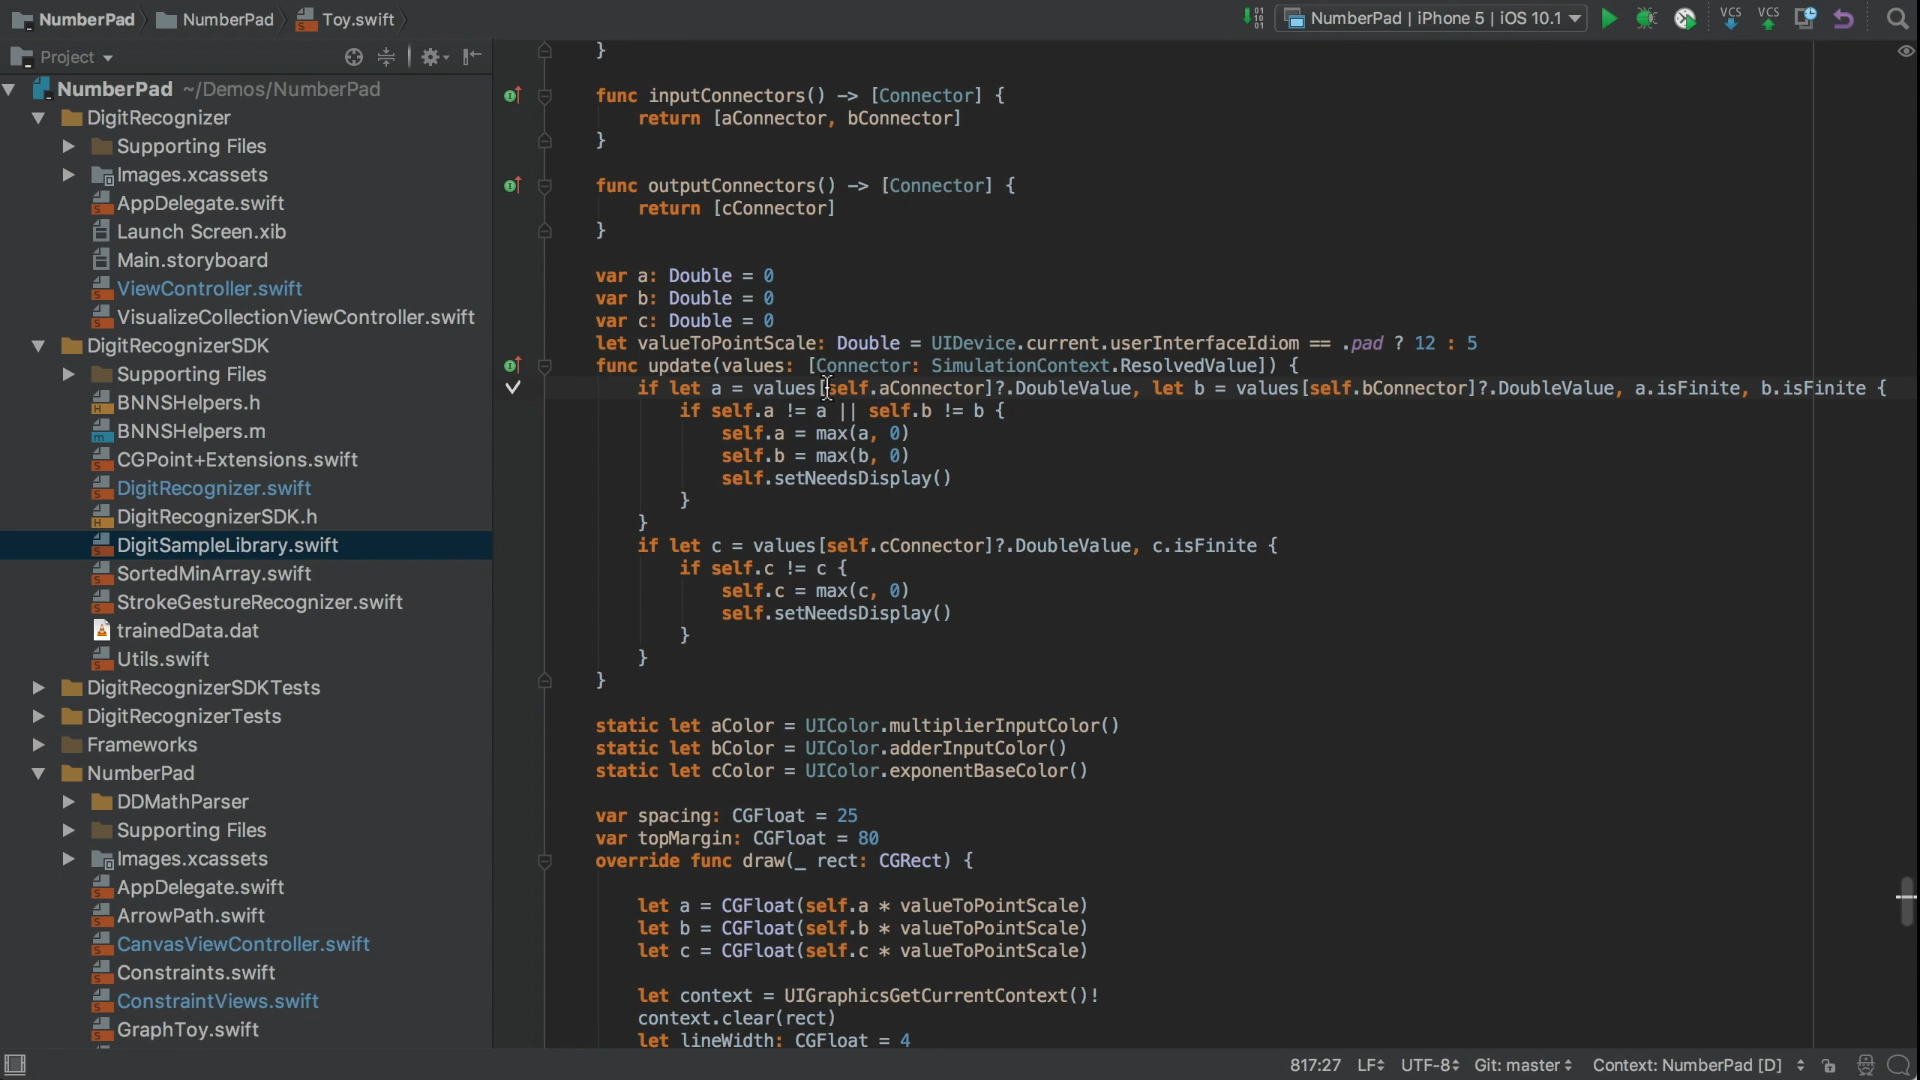 NumberPad NumberPad Toy.swift NumberPad | iPhone 5 | iOS 10.1 VCS VCS
Project
NumberPad ~/Demos/NumberPad
DigitRecognizer
Supporting Files
Images.xcassets
AppDelegate.swift
Launch Screen.xib
Main.storyboard
ViewController.swift
VisualizeCollectionViewController.swift
DigitRecognizerSDK
Supporting Files
BNNSHelpers.h
BNNSHelpers.m
CGPoint+Extensions.swift
DigitRecognizer.swift
DigitRecognizerSDK.h
DigitSampleLibrary.swift
SortedMinArray.swift
StrokeGestureRecognizer.swift
trainedData.dat
Utils.swift
DigitRecognizerSDKTests
DigitRecognizerTests
Frameworks
NumberPad
DDMathParser
Supporting Files
Images.xcassets
AppDelegate.swift
ArrowPath.swift
CanvasViewController.swift
Constraints.swift
ConstraintViews.swift
GraphToy.swift
}
func inputConnectors() -> [Connector] {
return [aConnector, bConnector]
}
func outputConnectors() -> [Connector] {
return [cConnector]
}
var a: Double = 0
var b: Double = 0
var c: Double = 0
let valueToPointScale: Double = UIDevice.current.userInterfaceIdiom == .pad ? 12 : 5
func update(values: [Connector: SimulationContext.ResolvedValue]) {
if let a = values[self.aConnector]?.DoubleValue, let b = values[self.bConnector]?.DoubleValue, a.isFinite, b.isFinite {
if self.a != a || self.b != b {
self.a = max(a, 0)
self.b = max(b, 0)
self.setNeedsDisplay()
}
}
if let c = values[self.cConnector]?.DoubleValue, c.isFinite {
if self.c != c {
self.c = max(c, 0)
self.setNeedsDisplay()
}
}
}
static let aColor = UIColor.multiplierInputColor()
static let bColor = UIColor.adderInputColor()
static let cColor = UIColor.exponentBaseColor()
var spacing: CGFloat = 25
var topMargin: CGFloat = 80
override func draw(_ rect: CGRect) {
let a = CGFloat(self.a * valueToPointScale)
let b = CGFloat(self.b * valueToPointScale)
let c = CGFloat(self.c * valueToPointScale)
let context = UIGraphicsGetCurrentContext()!
context.clear(rect)
let lineWidth: CGFloat = 4
817:27 LF UTF-8 Git: master Context: NumberPad [D]